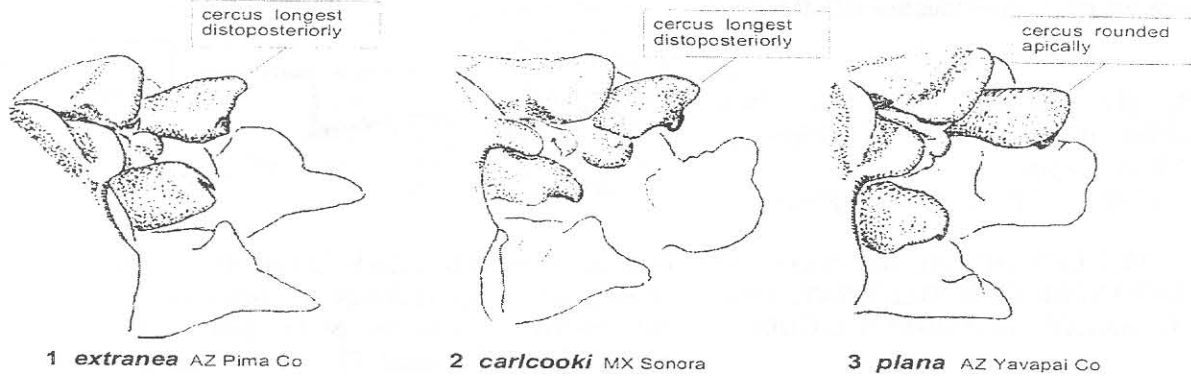 cercus longest
distoposteriorly
cercus longest
distoposteriorly
cercus rounded
apically
1 extranea AZ Pima Co
2 carlcooki MX Sonora
3 plana AZ Yavapai Co